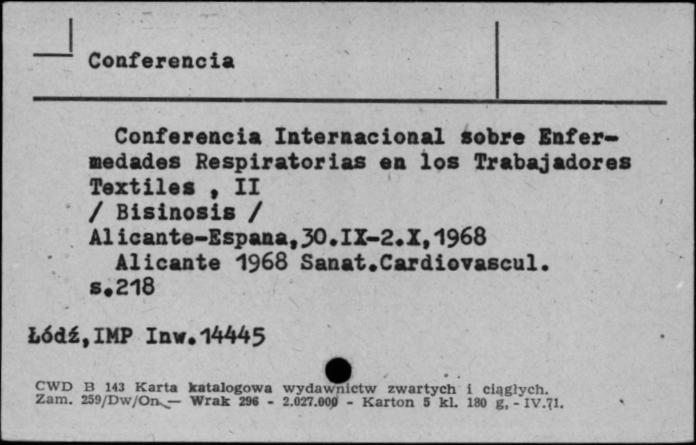 Conferencia
Conferencia Internacional sobre Enfer-
medades Respiratorias en los Trabajadores
Textiles , II
/ Bisinosis /
Alicante-Espana,30.IX-2.X,1968
Alicante 1968 Sanat.Cardiovascul.
s.218
Łódź,IMP Inw.14445
CWD B 143 Karta katalogowa wydawnictw zwartych i ciągłych.
Zam. 259/Dw/On. — Wrak 296 - 2.027.000 - Karton 5 kl. 180 g, - IV.71.